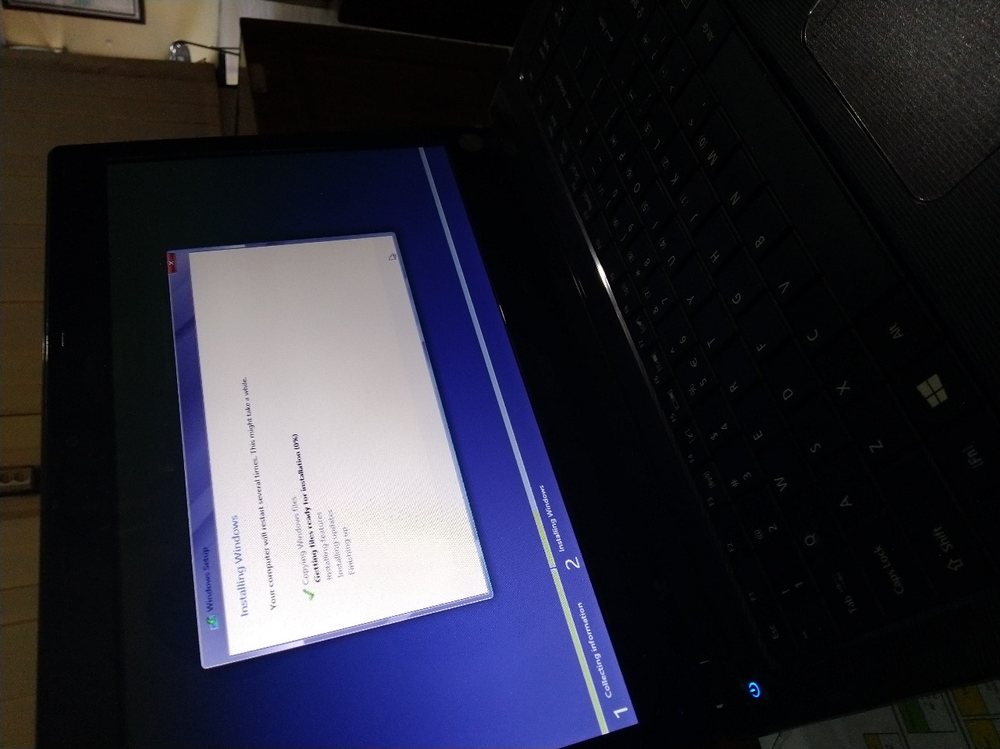 Windows Setup
Installing Windows
Your computer will restart several times. This might take a while.
Copying Windows files
Getting files ready for installation (0%)
Installing features
Installing updates
Finishing up
1 Collecting information
2 Installing Windows
Esc
Tab
Caps Lock
Shift
[Fn]
Alt
Q W E R T Y U I O P
A S D F G H J K L
Z X C V B N M